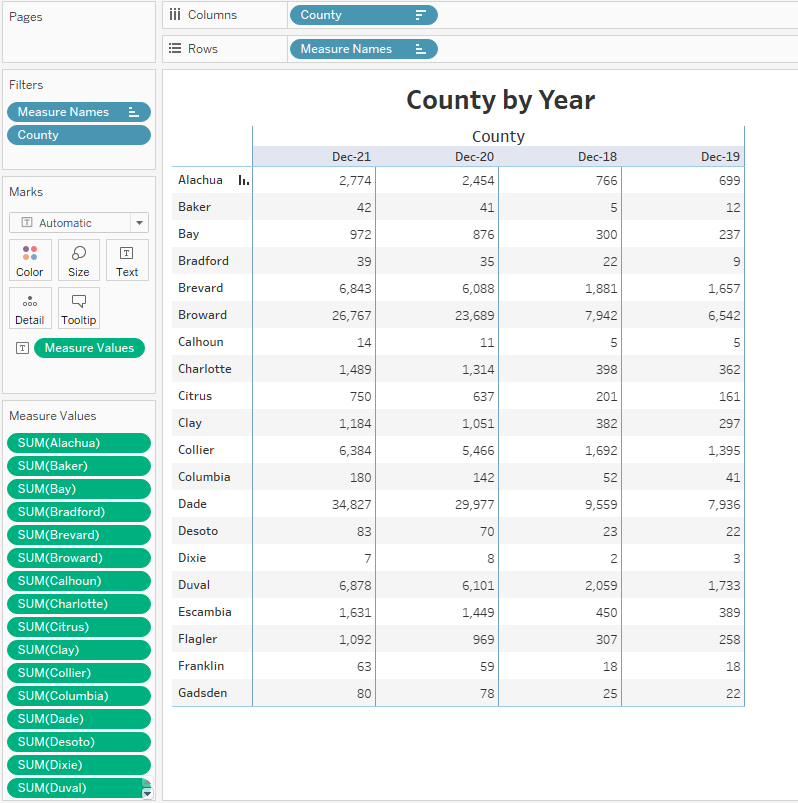 Pages
Columns County
Rows Measure Names
Filters
Measure Names
County
Marks
Automatic
Color Size Text
Detail Tooltip
Measure Values
Measure Values
SUM(Alachua)
SUM(Baker)
SUM(Bay)
SUM(Bradford)
SUM(Brevard)
SUM(Broward)
SUM(Calhoun)
SUM(Charlotte)
SUM(Citrus)
SUM(Clay)
SUM(Collier)
SUM(Columbia)
SUM(Dade)
SUM(Desoto)
SUM(Dixie)
SUM(Duval)
County by Year
County
Dec-21 Dec-20 Dec-18 Dec-19
Alachua 2,774 2,454 766 699
Baker 42 41 5 12
Bay 972 876 300 237
Bradford 39 35 22 9
Brevard 6,843 6,088 1,881 1,657
Broward 26,767 23,689 7,942 6,542
Calhoun 14 11 5 5
Charlotte 1,489 1,314 398 362
Citrus 750 637 201 161
Clay 1,184 1,051 382 297
Collier 6,384 5,466 1,692 1,395
Columbia 180 142 52 41
Dade 34,827 29,977 9,559 7,936
Desoto 83 70 23 22
Dixie 7 8 2 3
Duval 6,878 6,101 2,059 1,733
Escambia 1,631 1,449 450 389
Flagler 1,092 969 307 258
Franklin 63 59 18 18
Gadsden 80 78 25 22